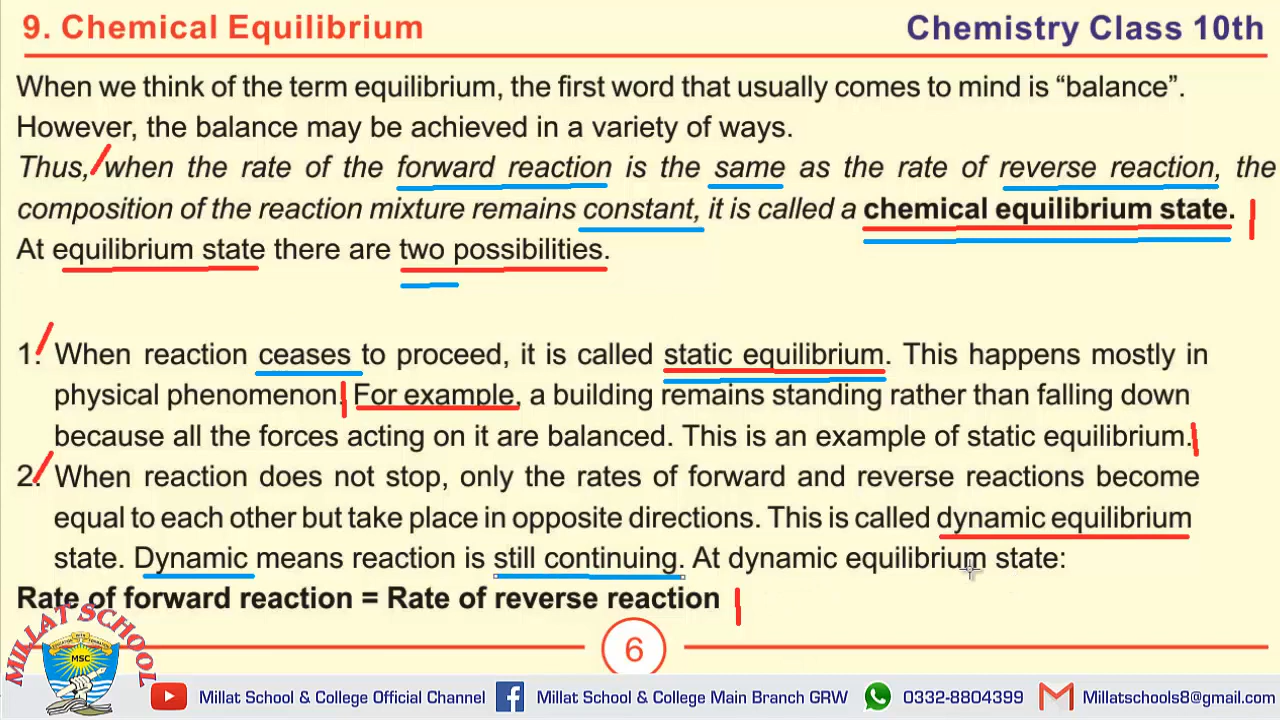 9. Chemical Equilibrium
Chemistry Class 10th
When we think of the term equilibrium, the first word that usually comes to mind is “balance”.
However, the balance may be achieved in a variety of ways.
Thus, when the rate of the forward reaction is the same as the rate of reverse reaction, the
composition of the reaction mixture remains constant, it is called a chemical equilibrium state.
At equilibrium state there are two possibilities.
1. When reaction ceases to proceed, it is called static equilibrium. This happens mostly in
physical phenomenon. For example, a building remains standing rather than falling down
because all the forces acting on it are balanced. This is an example of static equilibrium.
2. When reaction does not stop, only the rates of forward and reverse reactions become
equal to each other but take place in opposite directions. This is called dynamic equilibrium
state. Dynamic means reaction is still continuing. At dynamic equilibrium state:
Rate of forward reaction = Rate of reverse reaction
6
MILLAT SCHOOL
MSC
Millat School & College Official Channel
Millat School & College Main Branch GRW
0332-8804399
Millatschools8@gmail.com